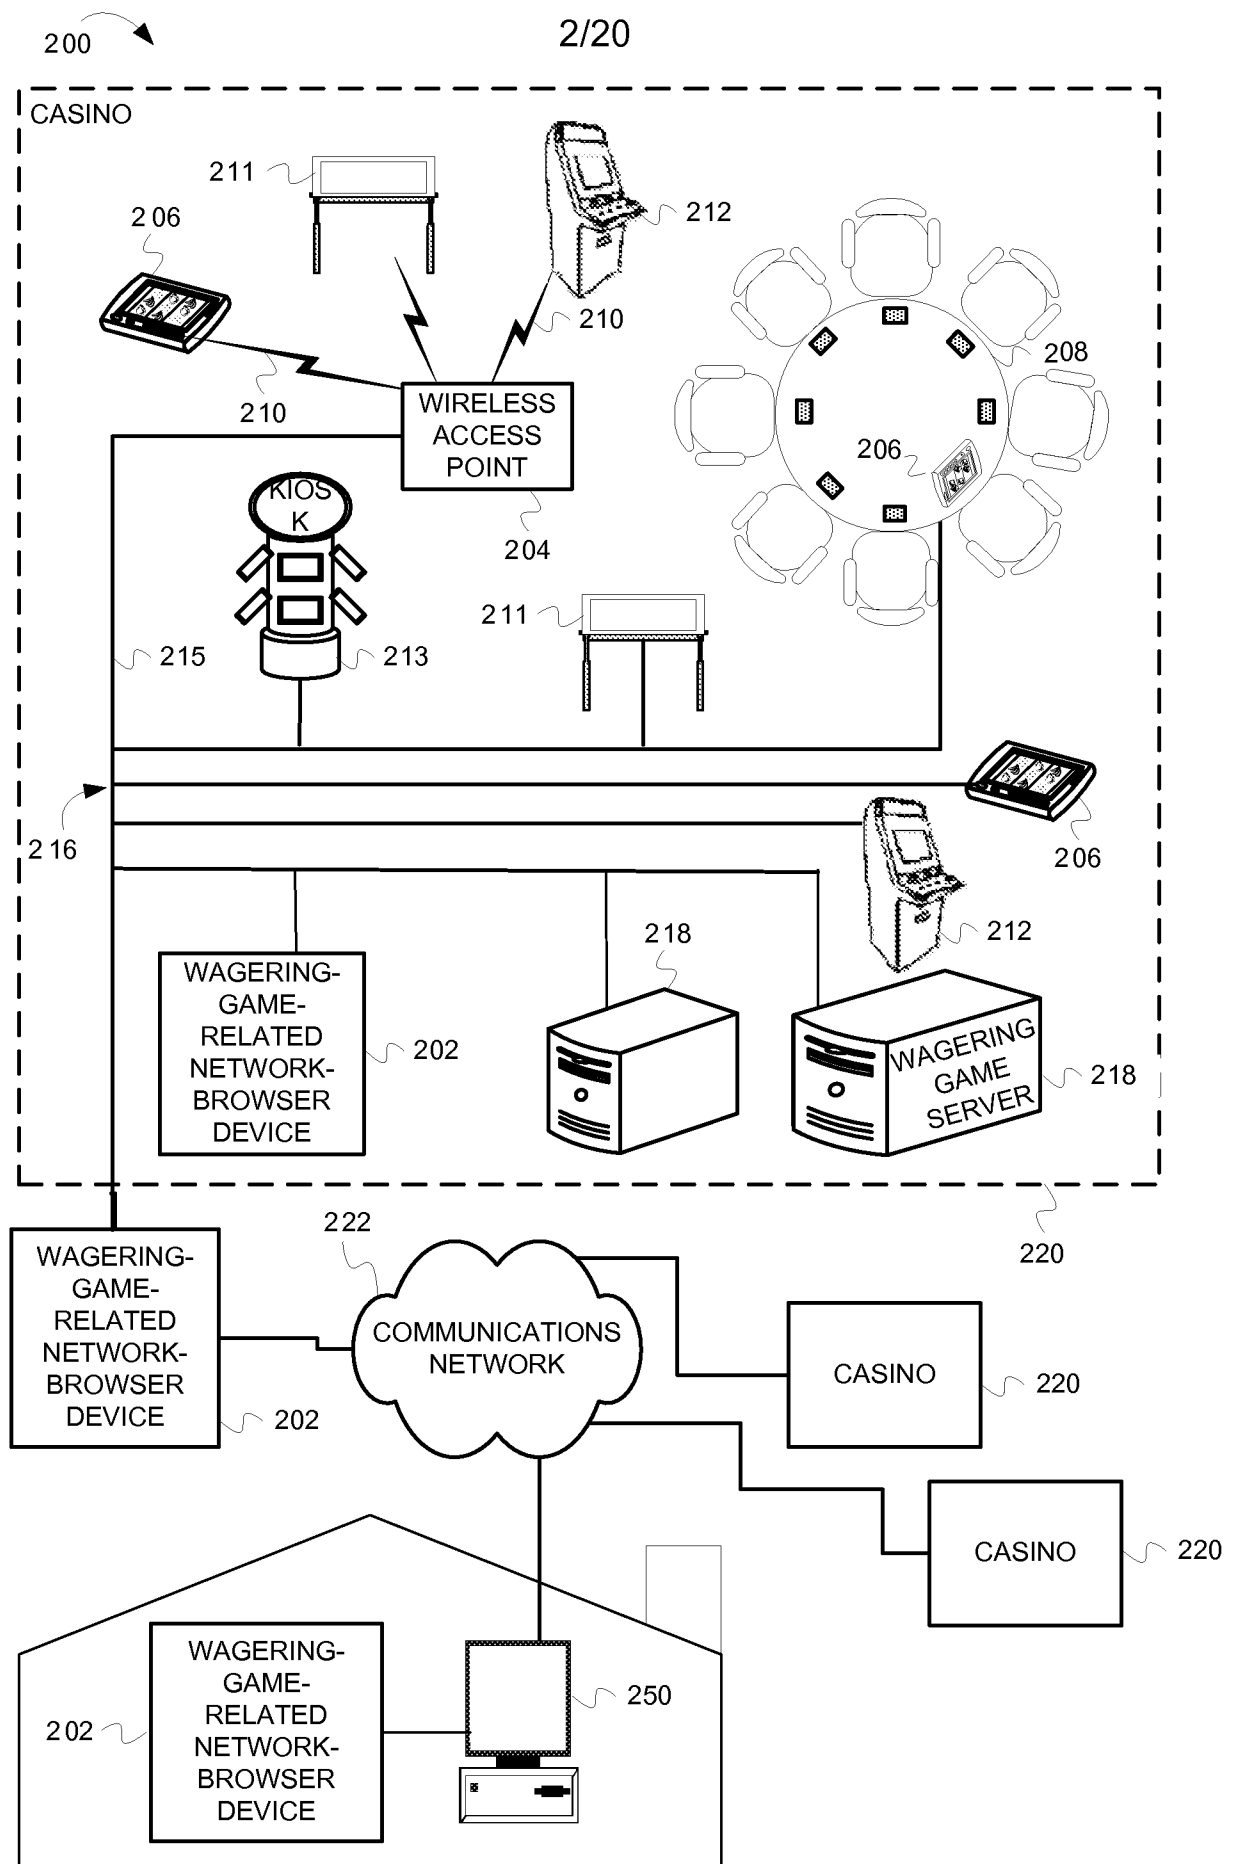 200
2/20
CASINO
211
212
206
210
210
208
WIRELESS
ACCESS
POINT
206
KIOS
K
204
211
215
213
216
206
212
218
WAGERING-
GAME-
RELATED
NETWORK-
BROWSER
DEVICE
202
WAGERING
GAME
SERVER
218
222
220
WAGERING-
GAME-
RELATED
NETWORK-
BROWSER
DEVICE
202
COMMUNICATIONS
NETWORK
CASINO
220
CASINO
220
WAGERING-
GAME-
RELATED
NETWORK-
BROWSER
DEVICE
202
250